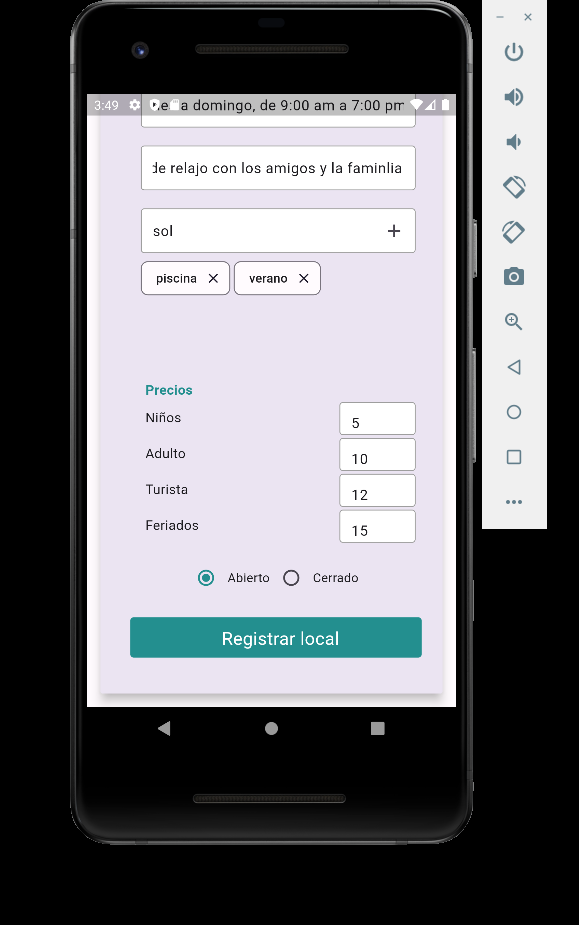 3:49
a domingo, de 9:00 am a 7:00 pm
de relajo con los amigos y la faminlia
sol
piscina
verano
Precios
Niños 5
Adulto 10
Turista 12
Feriados 15
Abierto Cerrado
Registrar local